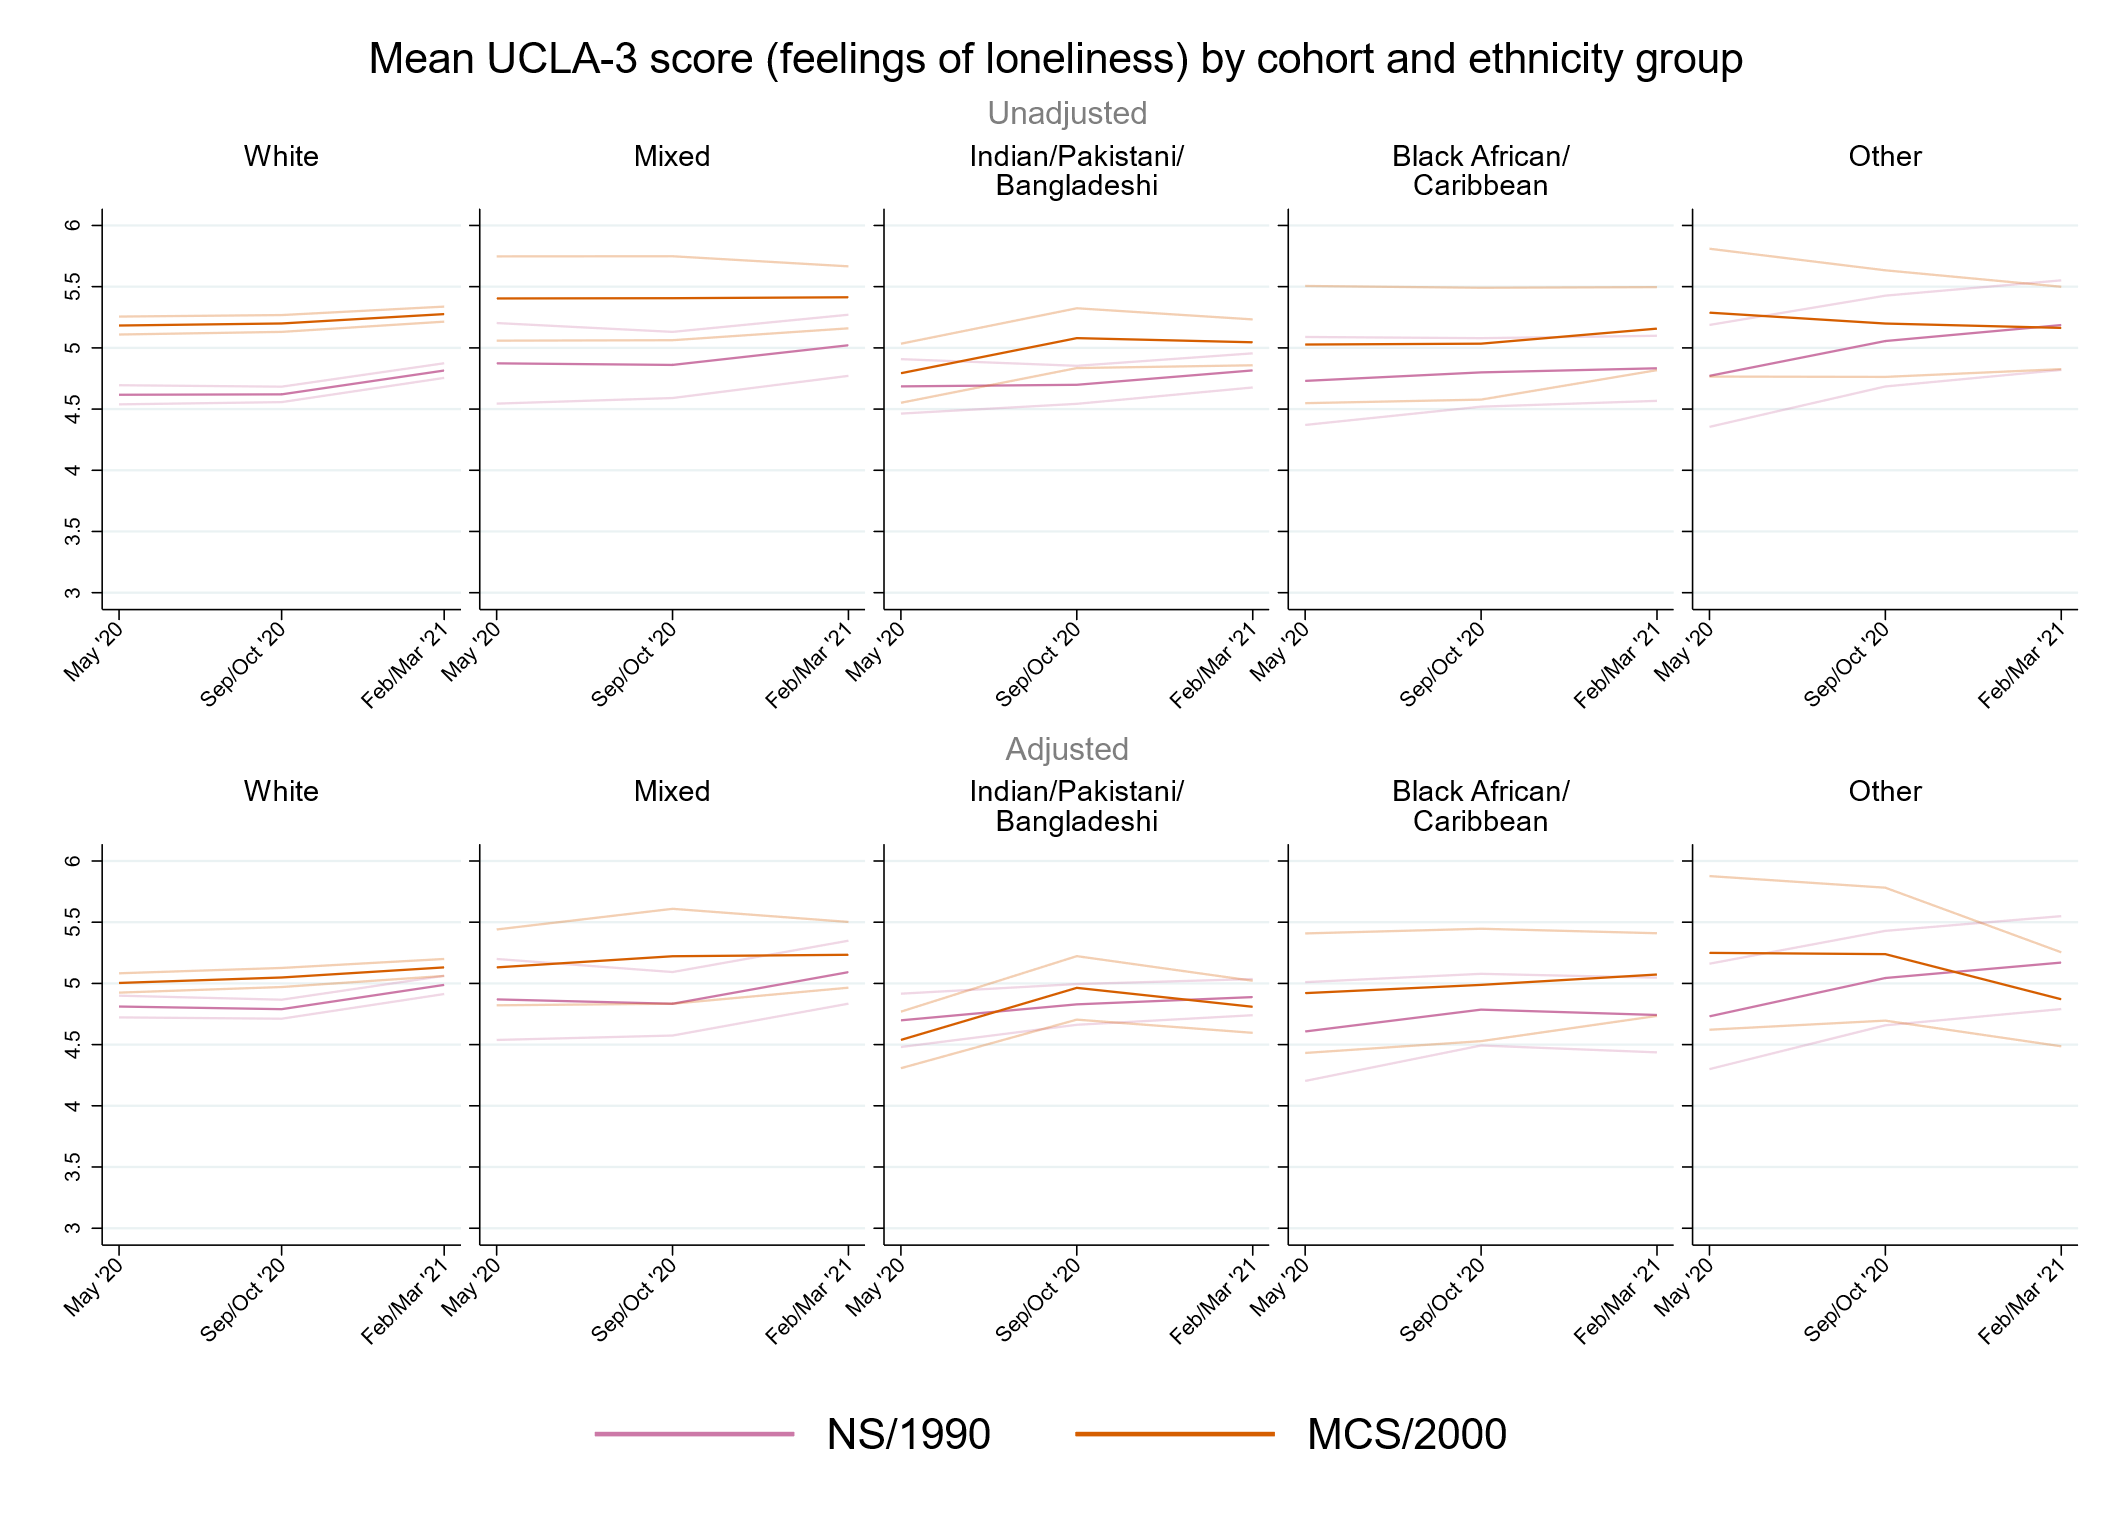 Mean UCLA-3 score (feelings of loneliness) by cohort and ethnicity group
Unadjusted
White
Mixed
Indian/Pakistani/
Bangladeshi
Black African/
Caribbean
Other
6
5.5
5
4.5
4
3.5
3
May '20
Sep/Oct '20
Feb/Mar '21
May '20
Sep/Oct '20
Feb/Mar '21
May '20
Sep/Oct '20
Feb/Mar '21
May '20
Sep/Oct '20
Feb/Mar '21
May '20
Sep/Oct '20
Feb/Mar '21
Adjusted
White
Mixed
Indian/Pakistani/
Bangladeshi
Black African/
Caribbean
Other
6
5.5
5
4.5
4
3.5
3
May '20
Sep/Oct '20
Feb/Mar '21
May '20
Sep/Oct '20
Feb/Mar '21
May '20
Sep/Oct '20
Feb/Mar '21
May '20
Sep/Oct '20
Feb/Mar '21
May '20
Sep/Oct '20
Feb/Mar '21
NS/1990
MCS/2000